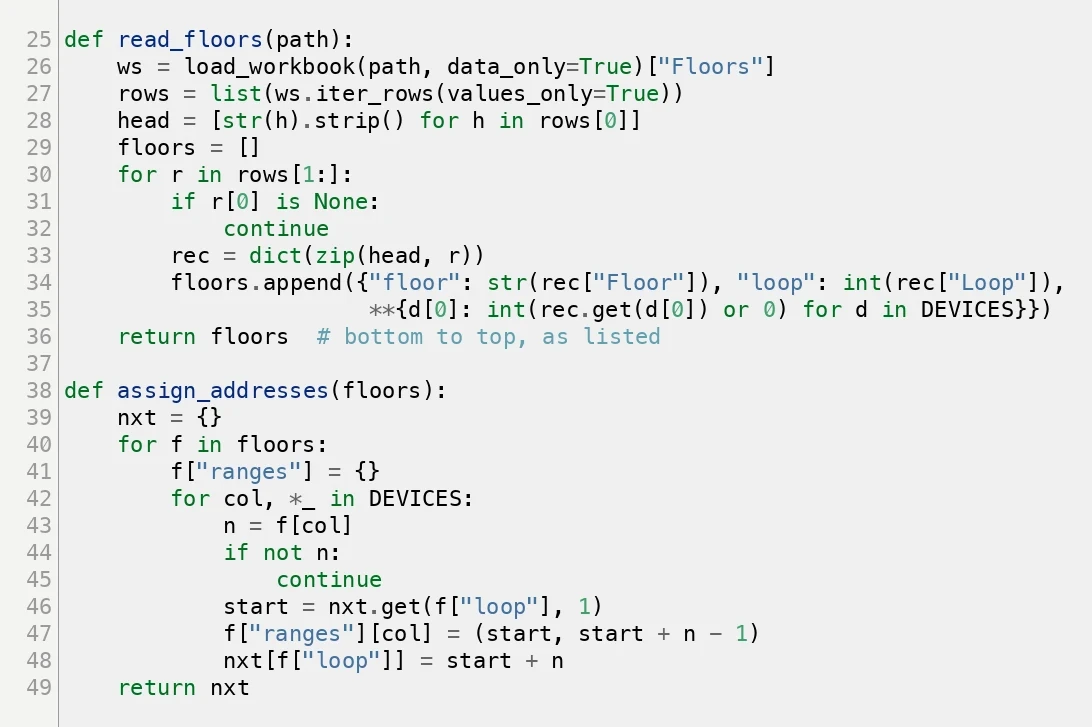 25 def read_floors(path):
26     ws = load_workbook(path, data_only=True)["Floors"]
27     rows = list(ws.iter_rows(values_only=True))
28     head = [str(h).strip() for h in rows[0]]
29     floors = []
30     for r in rows[1:]:
31         if r[0] is None:
32             continue
33         rec = dict(zip(head, r))
34         floors.append({"floor": str(rec["Floor"]), "loop": int(rec["Loop"]),
35                        **{d[0]: int(rec.get(d[0]) or 0) for d in DEVICES}})
36     return floors  # bottom to top, as listed
37
38 def assign_addresses(floors):
39     nxt = {}
40     for f in floors:
41         f["ranges"] = {}
42         for col, *_ in DEVICES:
43             n = f[col]
44             if not n:
45                 continue
46             start = nxt.get(f["loop"], 1)
47             f["ranges"][col] = (start, start + n - 1)
48             nxt[f["loop"]] = start + n
49     return nxt